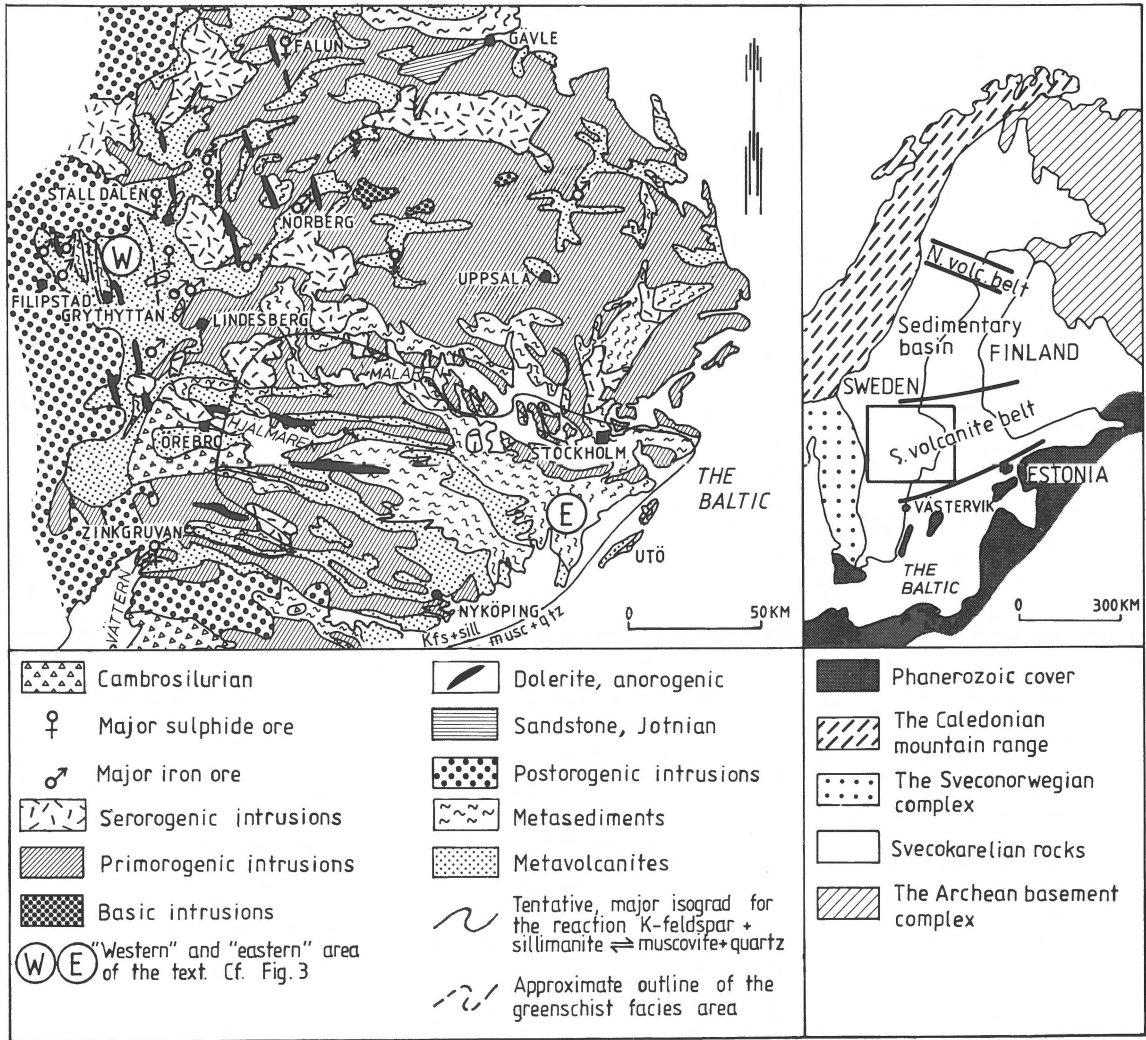 FALUN
GÄVLE
STÄLLDALEN
NORBERG
W
UPPSALA
FILIPSTAD
GRYTHYTTAN
LINDESBERG
MÄLAREN
ÖREBRO
HJÄLMAREN
STOCKHOLM
THE
BALTIC
E
ZINKGRUVAN
UTÖ
VÄTTERN
NYKÖPING
Kfs+sill
musc+qtz
0 50 KM
N. volc. belt
Sedimentary
basin
FINLAND
SWEDEN
S. volcanite belt
ESTONIA
VÄSTERVIK
THE
BALTIC
0 300 KM
Cambrosilurian
Major sulphide ore
Major iron ore
Serorogenic intrusions
Primorogenic intrusions
Basic intrusions
W E "Western" and "eastern" area
of the text. Cf. Fig. 3
Dolerite, anorogenic
Sandstone, Jotnian
Postorogenic intrusions
Metasediments
Metavolcanites
Tentative, major isograd for
the reaction K-feldspar +
sillimanite ⇌ muscovite+quartz
Approximate outline of the
greenschist facies area
Phanerozoic cover
The Caledonian
mountain range
The Sveconorwegian
complex
Svecokarelian rocks
The Archean basement
complex